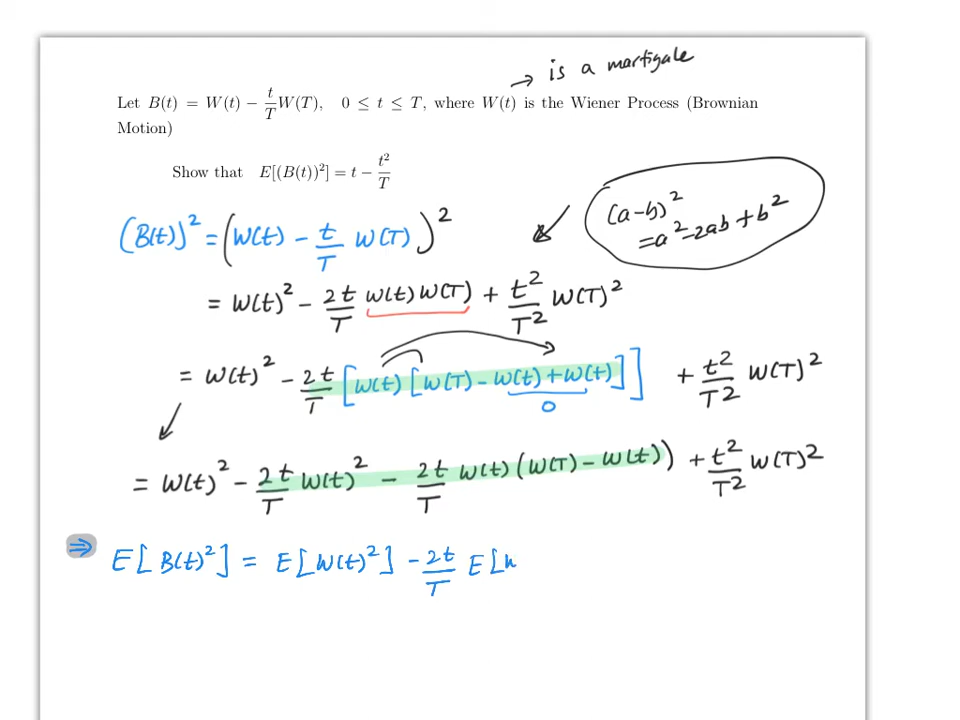 → is a martigale
Let B(t) = W(t) − t/T W(T), 0 ≤ t ≤ T, where W(t) is the Wiener Process (Brownian
Motion)
Show that E[(B(t))²] = t − t²/T
(a-b)²
=a²-2ab+b²
(B(t))² = (W(t) − t/T W(T))²
= W(t)² − 2t/T W(t)W(T) + t²/T² W(T)²
= W(t)² − 2t/T [W(t)[W(T) − W(t) + W(t)]] + t²/T² W(T)²
0
= W(t)² − 2t/T W(t)² − 2t/T W(t)(W(T) − W(t)) + t²/T² W(T)²
⇒ E[B(t)²] = E[W(t)²] − 2t/T E[